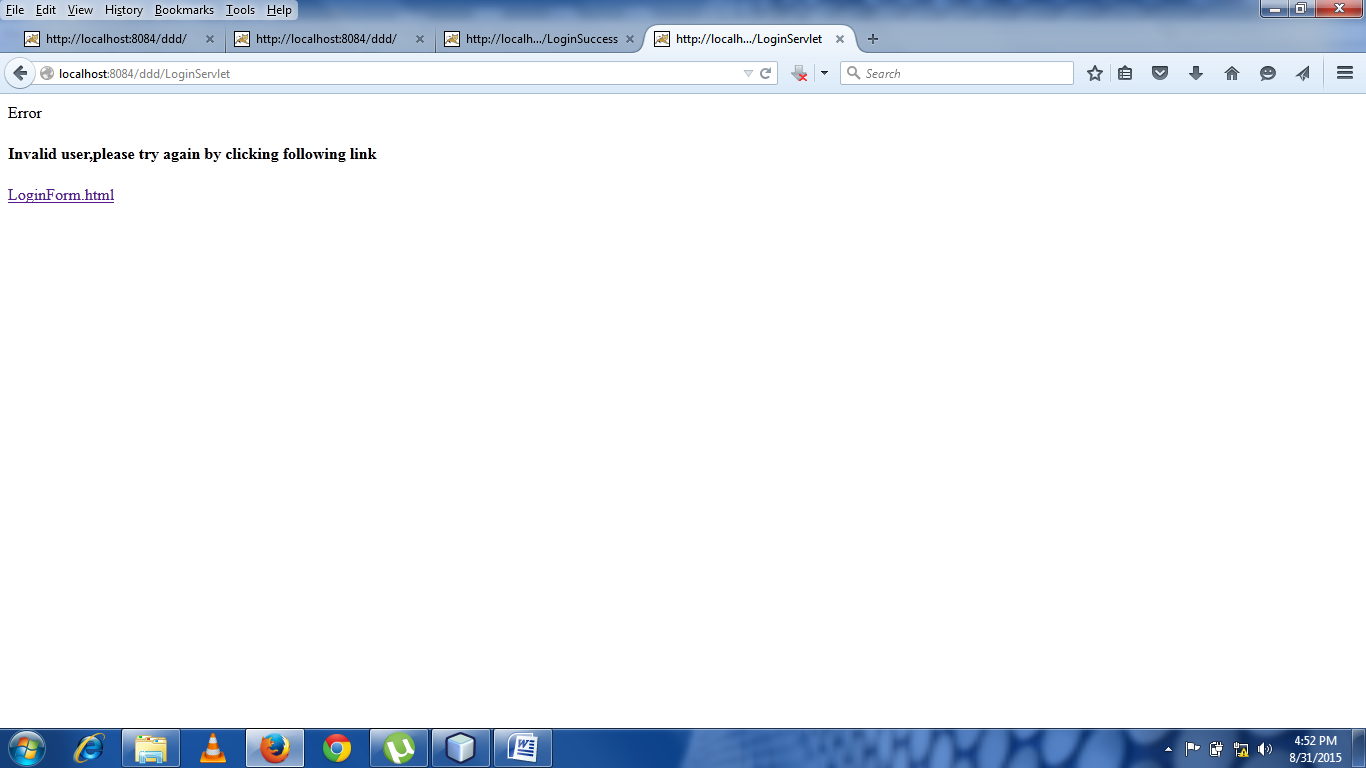 File Edit View History Bookmarks Tools Help
http://localhost:8084/ddd/ http://localhost:8084/ddd/ http://localh.../LoginSuccess http://localh.../LoginServlet
localhost:8084/ddd/LoginServlet Search
Error
Invalid user,please try again by clicking following link
LoginForm.html
4:52 PM
8/31/2015